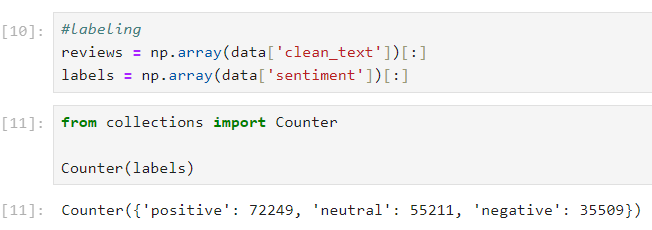 [10]: #labeling
reviews = np.array(data['clean_text'])[:]
labels = np.array(data['sentiment'])[:]
[11]: from collections import Counter
Counter(labels)
[11]: Counter({'positive': 72249, 'neutral': 55211, 'negative': 35509})